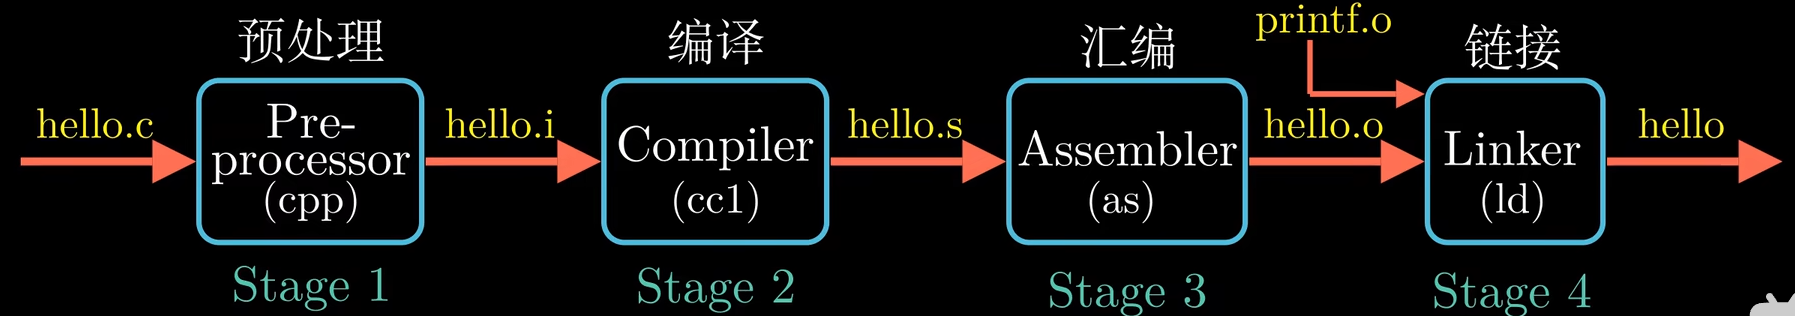 预处理
编译
汇编
printf.o
链接
hello.c
Pre-
processor
(cpp)
hello.i
Compiler
(cc1)
hello.s
Assembler
(as)
hello.o
Linker
(ld)
hello
Stage 1
Stage 2
Stage 3
Stage 4